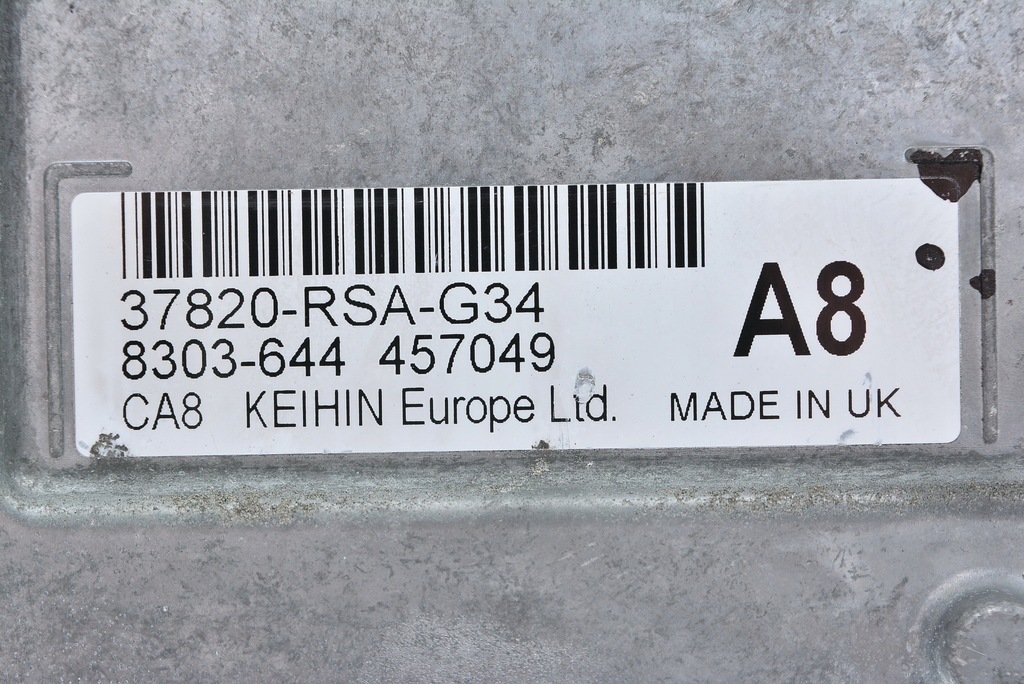 37820-RSA-G34
A8
8303-644 457049
CA8 KEIHIN Europe Ltd. MADE IN UK